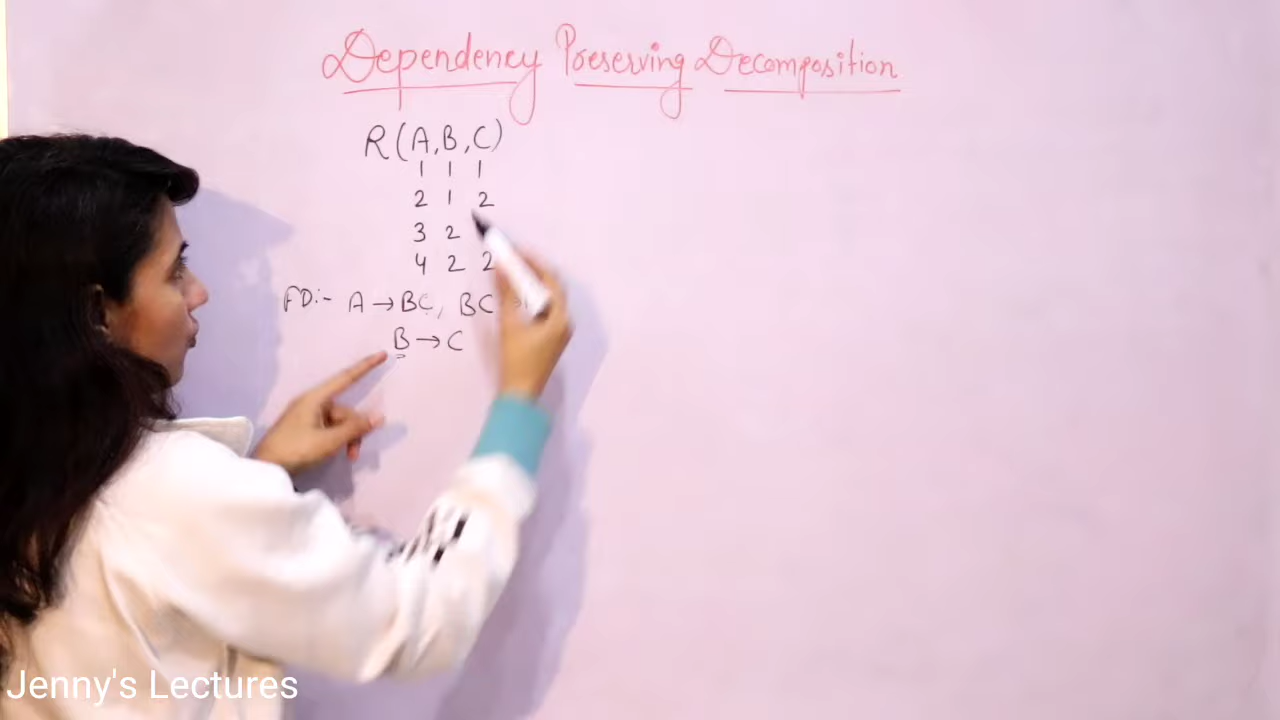 Dependency Preserving Decomposition
R(A,B,C)
1 1 1
2 1 2
3 2
4 2 2
FD:- A → BC, BC
B → C
Jenny's Lectures